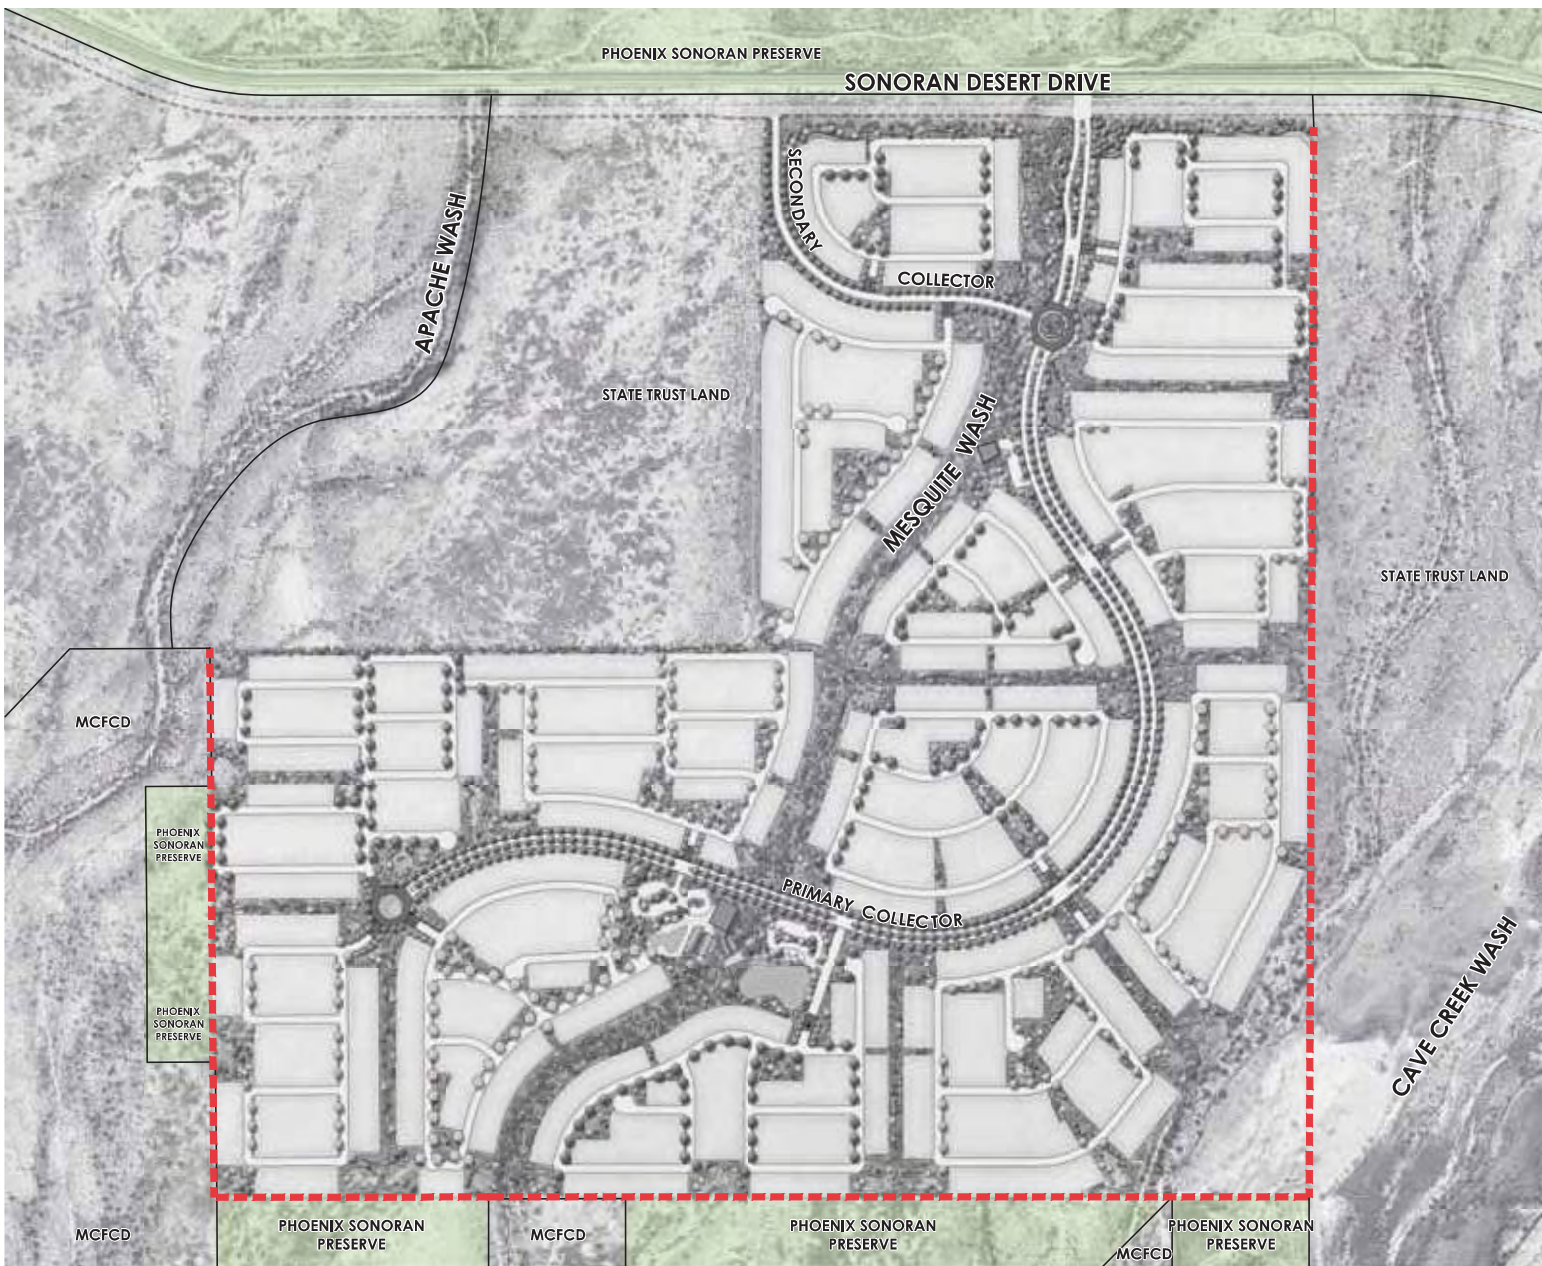 PHOENIX SONORAN PRESERVE
SONORAN DESERT DRIVE
SECONDARY
COLLECTOR
APACHE WASH
STATE TRUST LAND
MESQUITE WASH
STATE TRUST LAND
MCFCD
PHOENIX
SONORAN
PRESERVE
PRIMARY COLLECTOR
PHOENIX
SONORAN
PRESERVE
CAVE CREEK WASH
MCFCD
PHOENIX SONORAN
PRESERVE
MCFCD
PHOENIX SONORAN
PRESERVE
MCFCD
PHOENIX SONORAN
PRESERVE